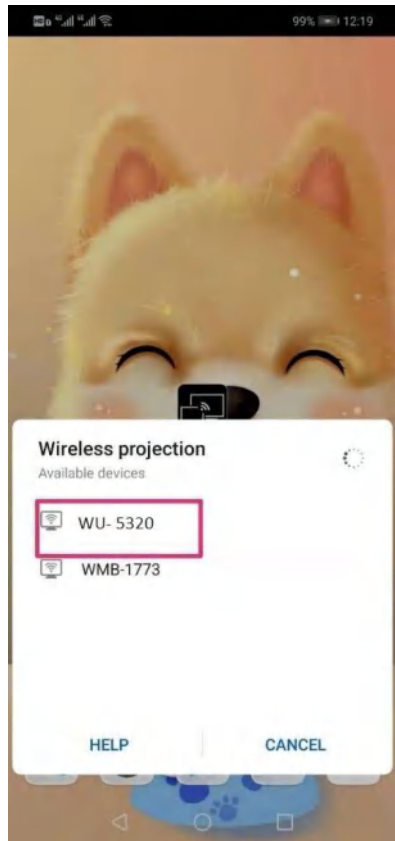 99% 12:19
Wireless projection
Available devices
WU- 5320
WMB-1773
HELP CANCEL